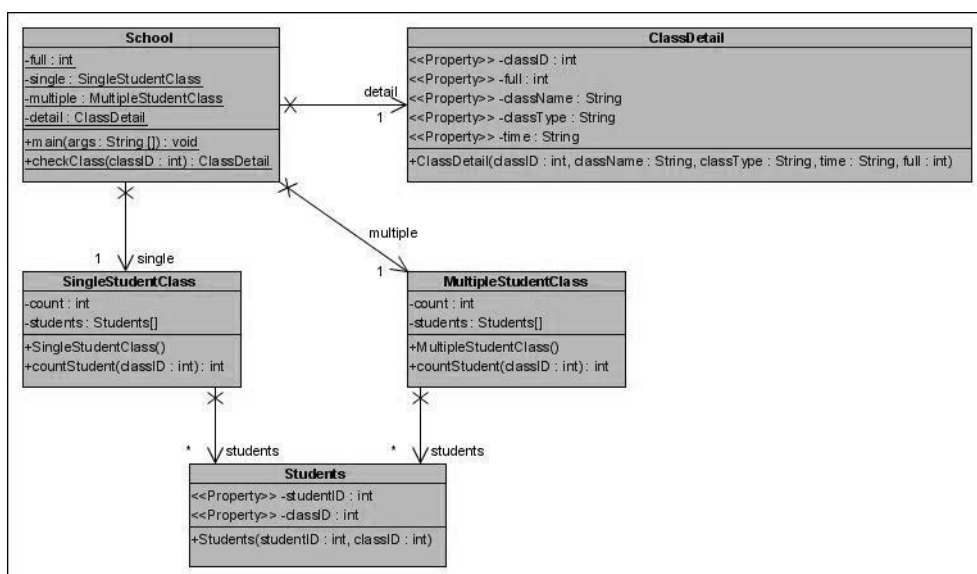 School
-full : int
-single : SingleStudentClass
-multiple : MultipleStudentClass
-detail : ClassDetail
+main(args : String []) : void
+checkClass(classID : int) : ClassDetail
detail
1
ClassDetail
<<Property>> -classID : int
<<Property>> -full : int
<<Property>> -className : String
<<Property>> -classType : String
<<Property>> -time : String
+ClassDetail(classID : int, className : String, classType : String, time : String, full : int)
multiple
1
1 single
SingleStudentClass
-count : int
-students : Students[]
+SingleStudentClass()
+countStudent(classID : int) : int
MultipleStudentClass
-count : int
-students : Students[]
+MultipleStudentClass()
+countStudent(classID : int) : int
* students
* students
Students
<<Property>> -studentID : int
<<Property>> -classID : int
+Students(studentID : int, classID : int)